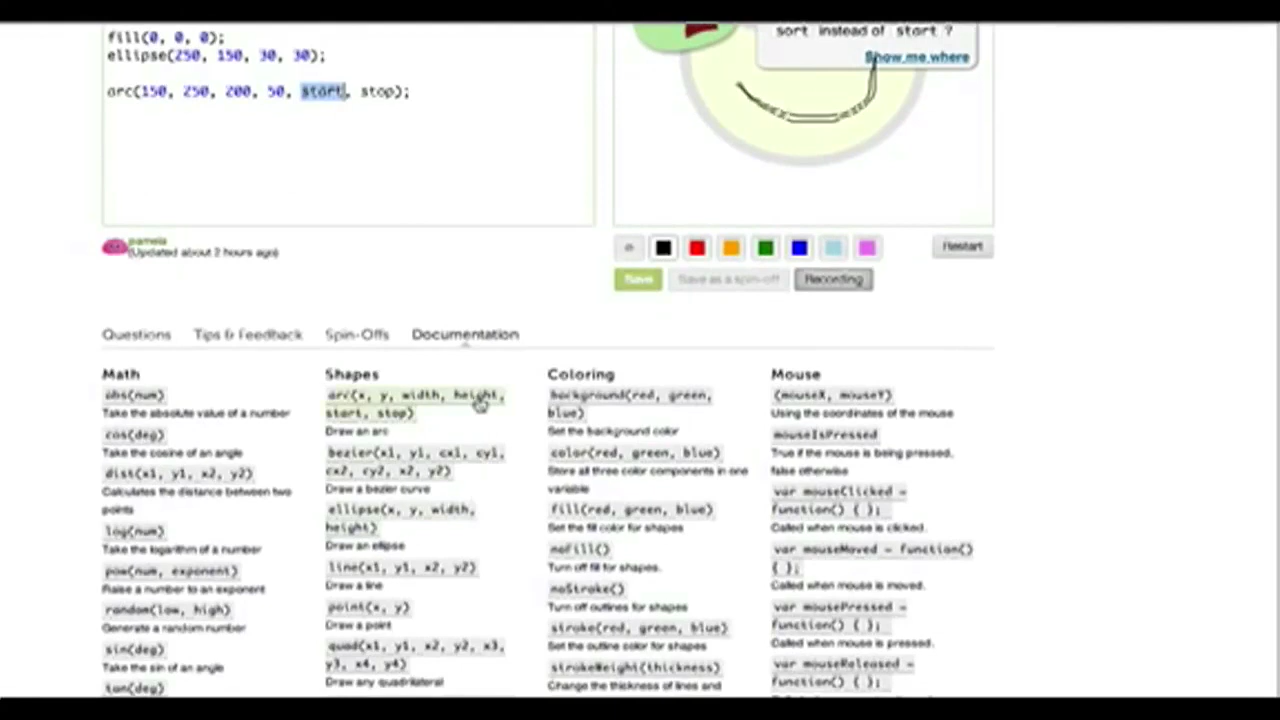 fill(0, 0, 0);
ellipse(250, 150, 30, 30);
arc(150, 250, 200, 50, start, stop);
sort instead of start ?
Show me where
pamela
(Updated about 2 hours ago)
Restart
Save
Save as a spin-off
Recording
Questions
Tips & Feedback
Spin-Offs
Documentation
Math
abs(num)
Take the absolute value of a number
cos(deg)
Take the cosine of an angle
dist(x1, y1, x2, y2)
Calculates the distance between two
points
log(num)
Take the logarithm of a number
pow(num, exponent)
Raise a number to an exponent
random(low, high)
Generate a random number
sin(deg)
Take the sin of an angle
tan(deg)
Shapes
arc(x, y, width, height,
start, stop)
Draw an arc
bezier(x1, y1, cx1, cy1,
cx2, cy2, x2, y2)
Draw a bezier curve
ellipse(x, y, width,
height)
Draw an ellipse
line(x1, y1, x2, y2)
Draw a line
point(x, y)
Draw a point
quad(x1, y1, x2, y2, x3,
y3, x4, y4)
Draw any quadrilateral
Coloring
background(red, green,
blue)
Set the background color
color(red, green, blue)
Store all three color components in one
variable
fill(red, green, blue)
Set the fill color for shapes
noFill()
Turn off fill for shapes.
noStroke()
Turn off outlines for shapes
stroke(red, green, blue)
Set the outline color for shapes
strokeWeight(thickness)
Change the thickness of lines and
Mouse
(mouseX, mouseY)
Using the coordinates of the mouse
mouseIsPressed
True if the mouse is being pressed,
false otherwise
var mouseClicked =
function() { };
Called when mouse is clicked.
var mouseMoved = function()
{ };
Called when mouse is moved.
var mousePressed =
function() { };
Called when mouse is pressed.
var mouseReleased =
function() { };